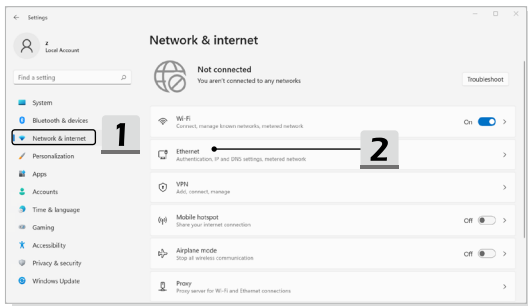 Settings
z
Local Account
Find a setting
System
Bluetooth & devices
Network & internet
Personalization
Apps
Accounts
Time & language
Gaming
Accessibility
Privacy & security
Windows Update
1
Network & internet
Not connected
You aren't connected to any networks
Troubleshoot
Wi-Fi
Connect, manage known networks, metered network
On
Ethernet
Authentication, IP and DNS settings, metered network
2
VPN
Add, connect, manage
Mobile hotspot
Share your internet connection
Off
Airplane mode
Stop all wireless communication
Off
Proxy
Proxy server for Wi-Fi and Ethernet connections